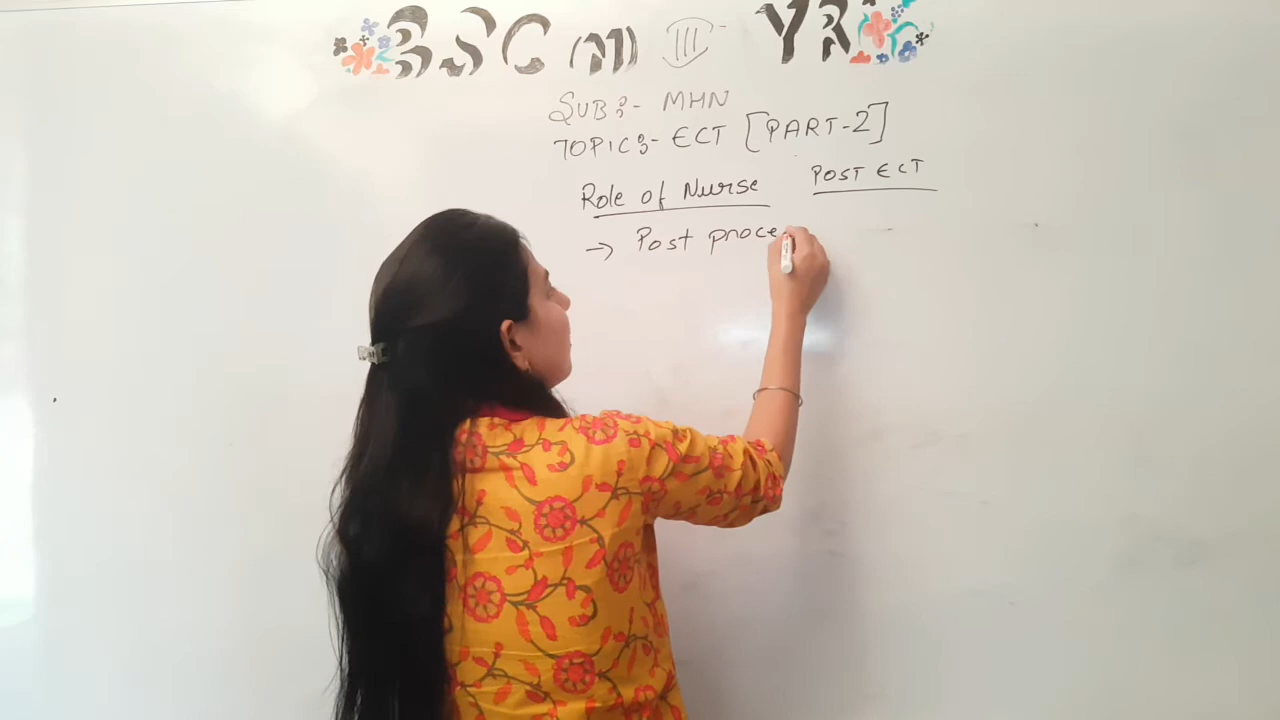 BSC (N) III YR
SUB:- MHN
TOPIC:- ECT [PART-2]
Role of Nurse POST ECT
→ Post proce